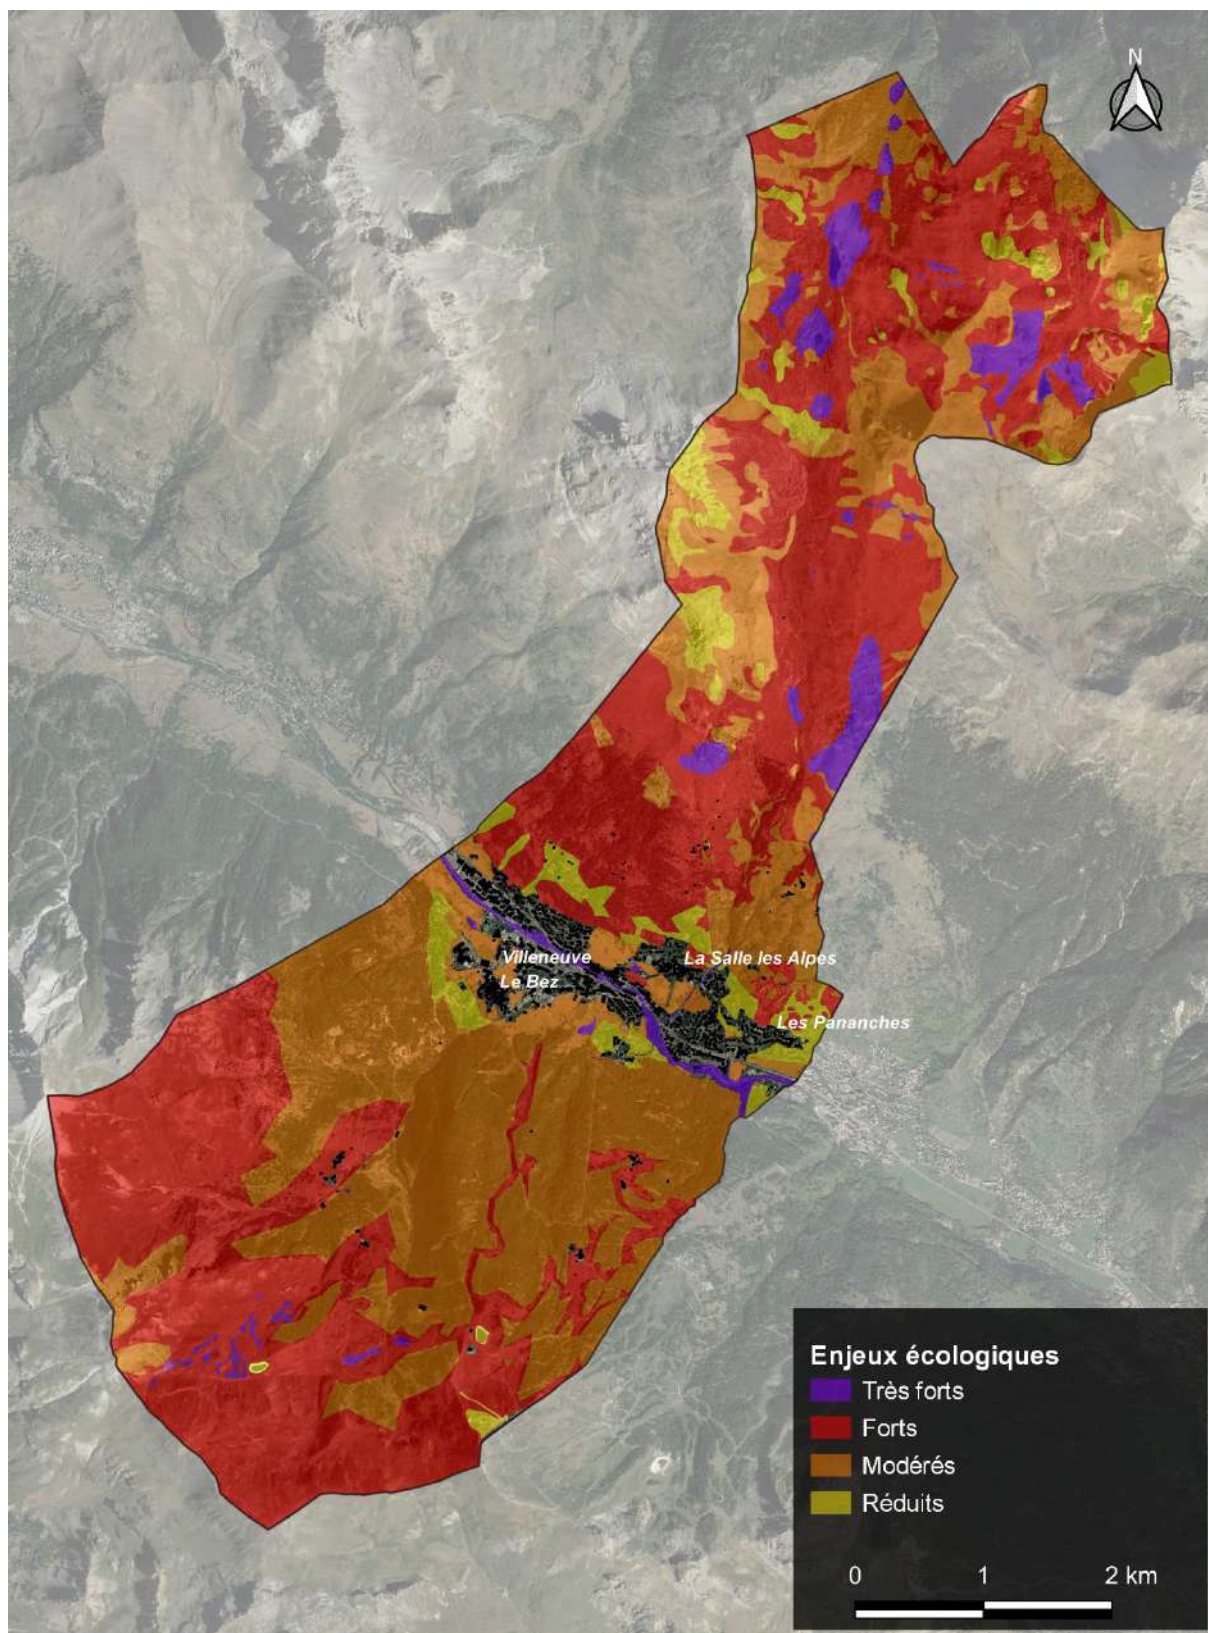 N
Villeneuve
La Salle les Alpes
Le Bez
Les Pananches
Enjeux écologiques
Très forts
Forts
Modérés
Réduits
0 1 2 km